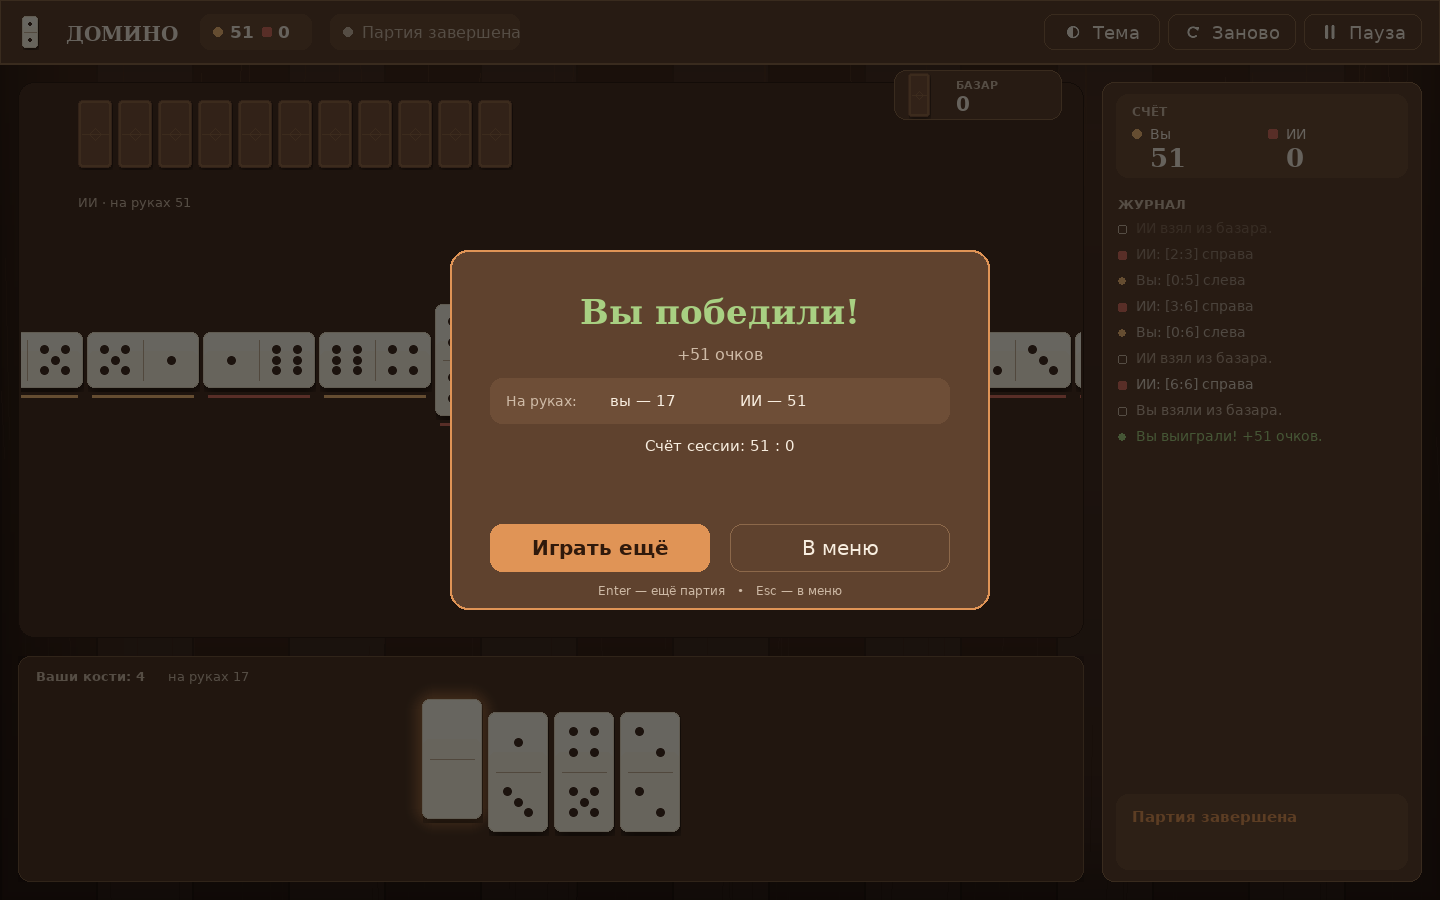 ДОМИНО
51 0
Партия завершена
Тема
Заново
Пауза
БАЗАР
0
ИИ · на руках 51
СЧЁТ
Вы ИИ
51 0
ЖУРНАЛ
ИИ взял из базара.
ИИ: [2:3] справа
Вы: [0:5] слева
ИИ: [3:6] справа
Вы: [0:6] слева
ИИ взял из базара.
ИИ: [6:6] справа
Вы взяли из базара.
Вы выиграли! +51 очков.
Вы победили!
+51 очков
На руках: вы — 17 ИИ — 51
Счёт сессии: 51 : 0
Играть ещё
В меню
Enter — ещё партия • Esc — в меню
Ваши кости: 4 на руках 17
Партия завершена